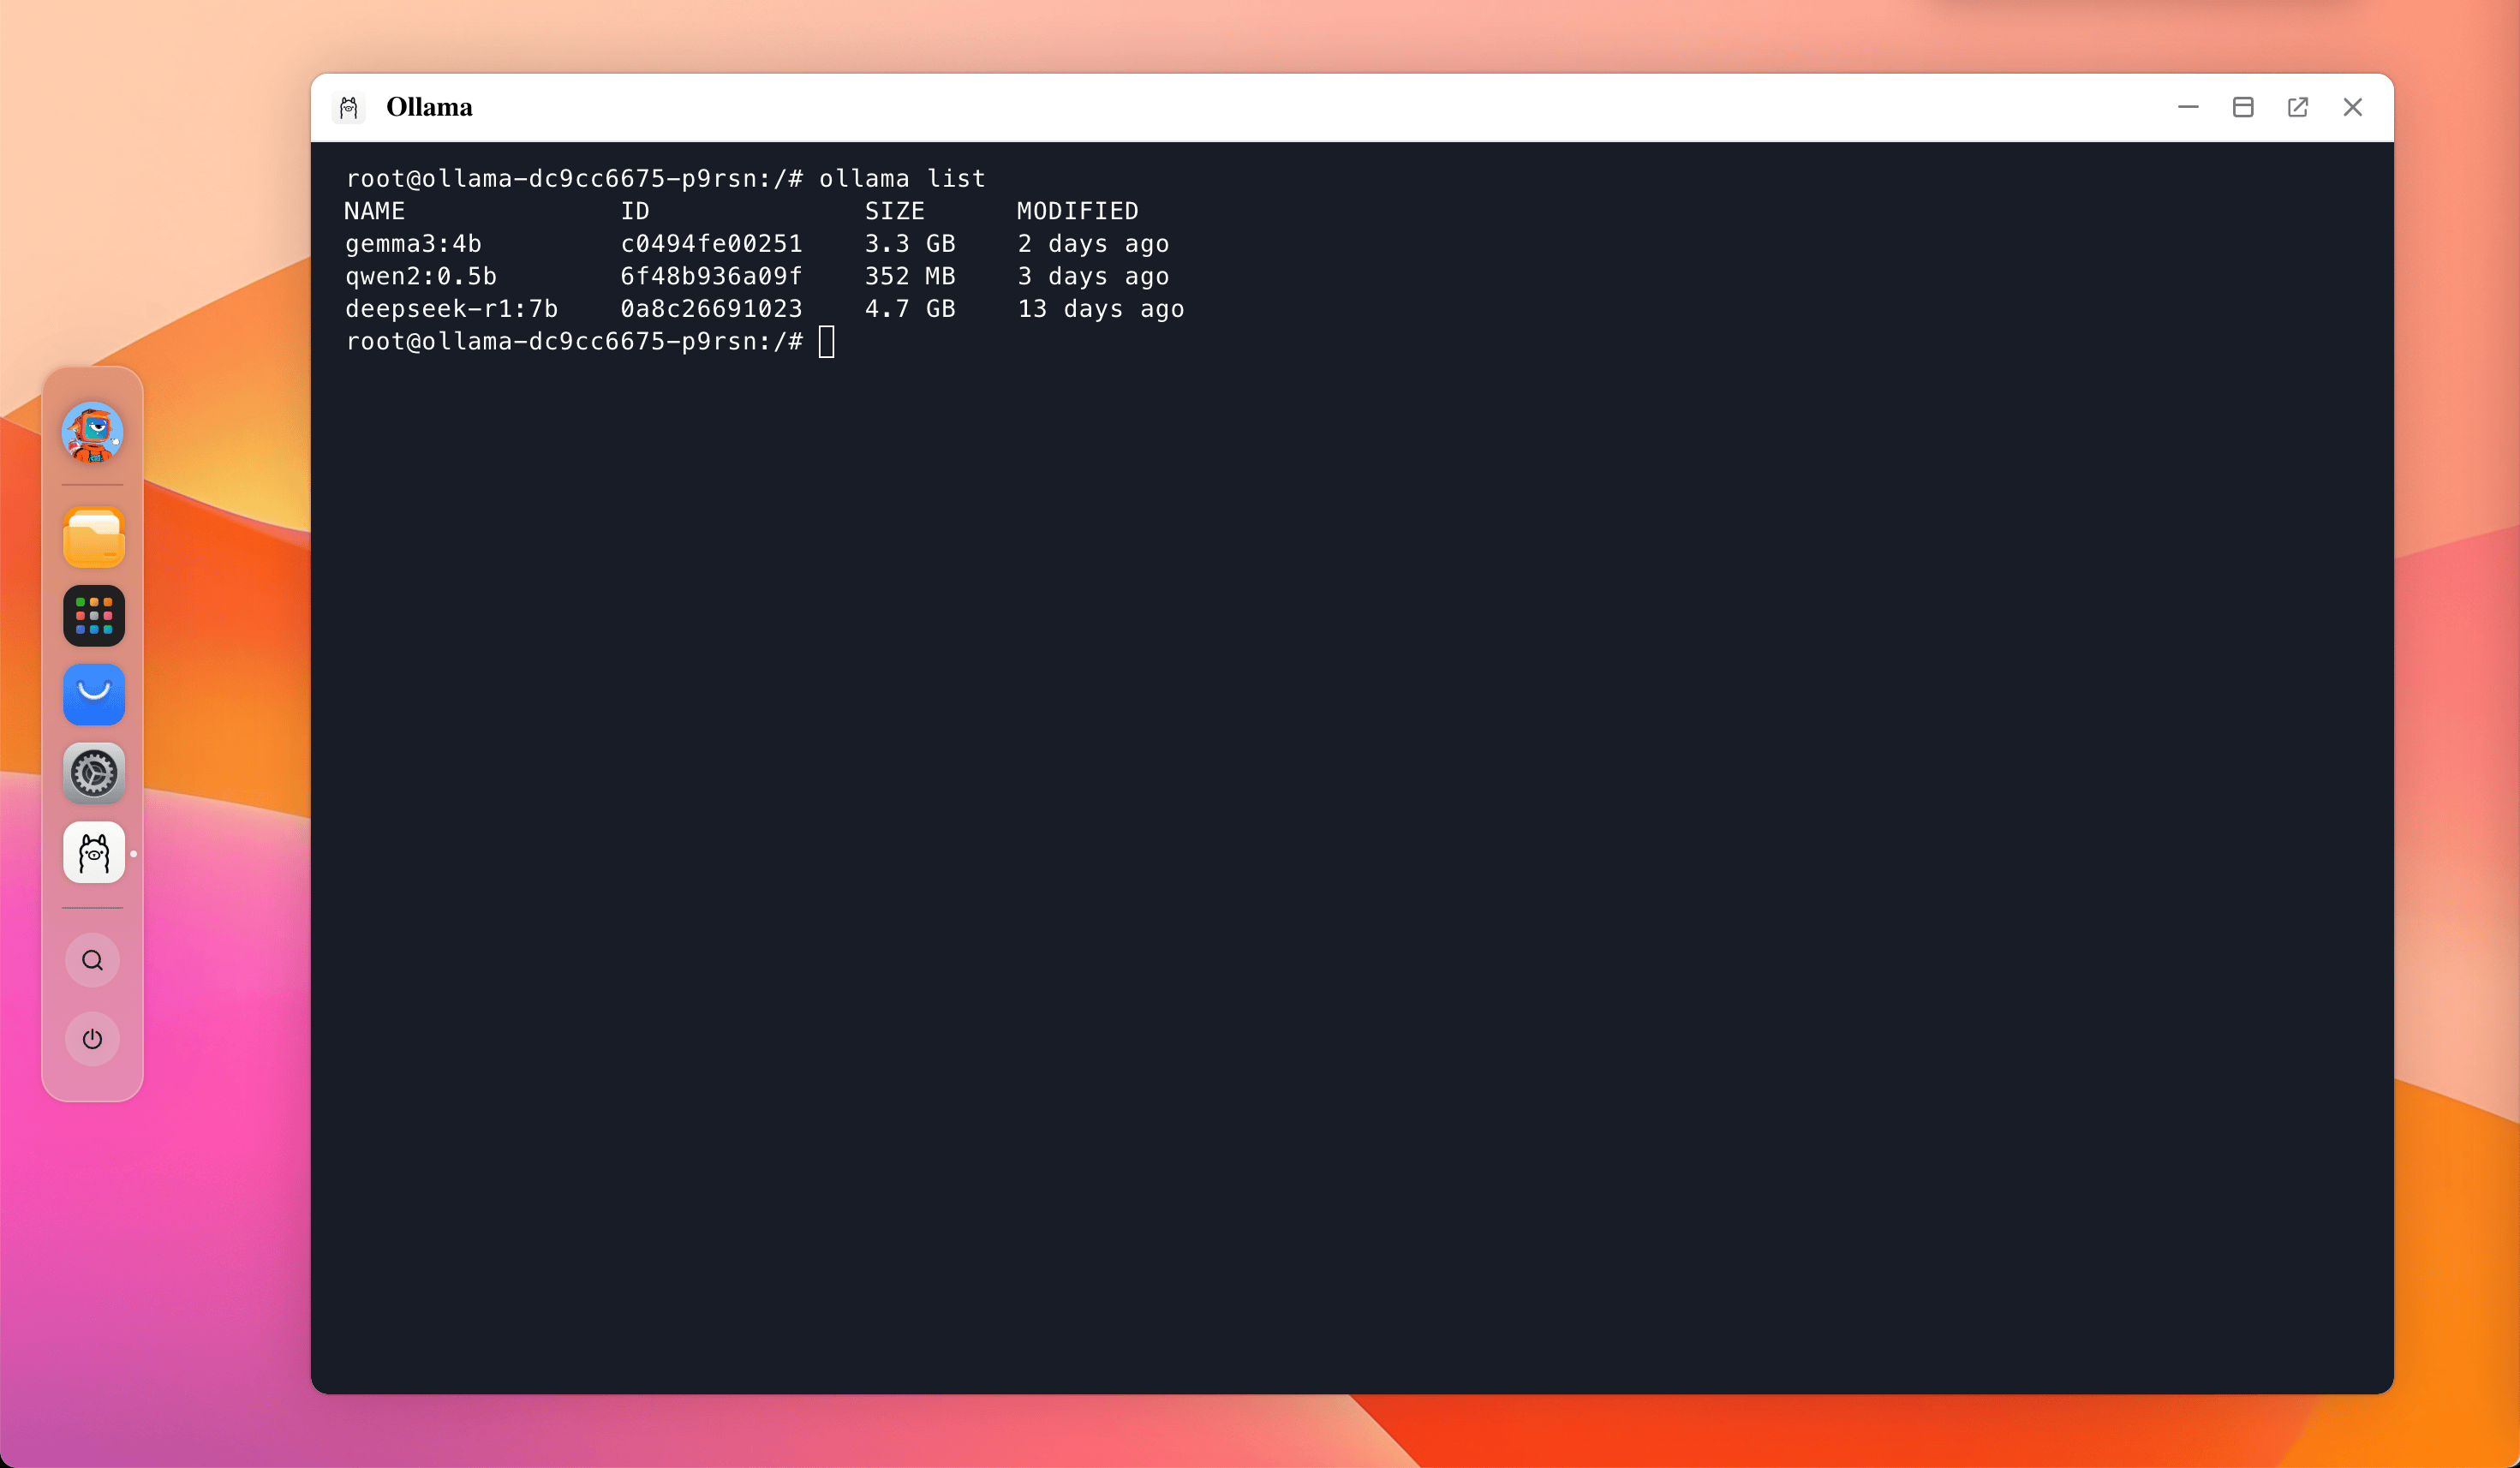 Ollama
root@ollama-dc9cc6675-p9rsn:/# ollama list
NAME ID SIZE MODIFIED
gemma3:4b c0494fe00251 3.3 GB 2 days ago
qwen2:0.5b 6f48b936a09f 352 MB 3 days ago
deepseek-r1:7b 0a8c26691023 4.7 GB 13 days ago
root@ollama-dc9cc6675-p9rsn:/#